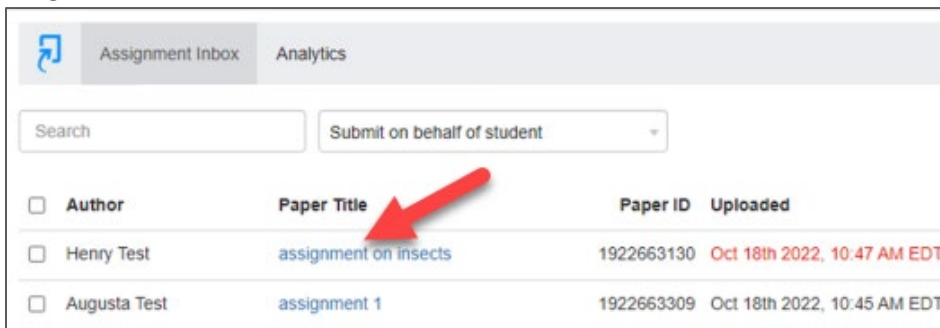 Assignment Inbox Analytics
Search Submit on behalf of student
Author Paper Title Paper ID Uploaded
Henry Test assignment on insects 1922663130 Oct 18th 2022, 10:47 AM EDT
Augusta Test assignment 1 1922663309 Oct 18th 2022, 10:45 AM EDT